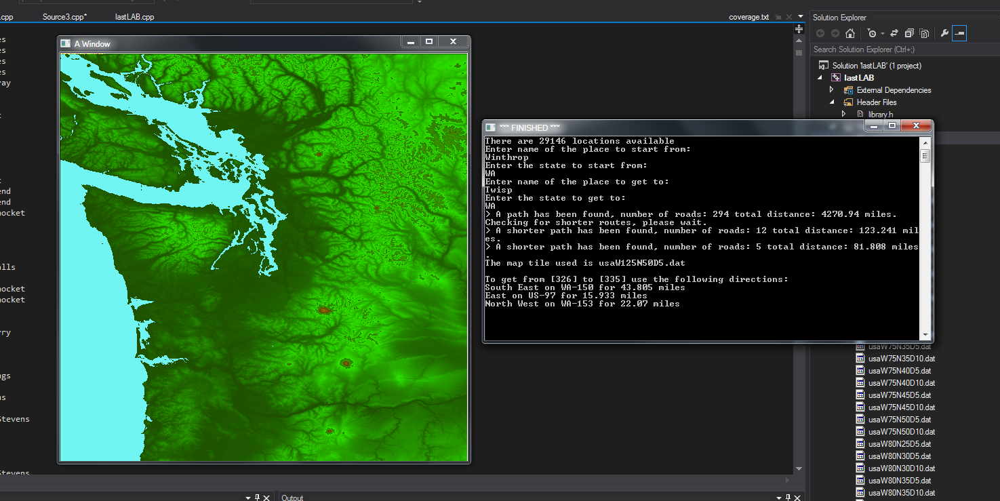 .cpp
Source3.cpp*
lastLAB.cpp
coverage.txt
Solution Explorer
Search Solution Explorer (Ctrl+;)
Solution 'lastLAB' (1 project)
lastLAB
External Dependencies
Header Files
library.h
es
es
es
es
ray
t
t
end
end
nocket
alls
nocket
nocket
rry
ngs
ns
Stevens
Stevens
A Window
*** FINISHED ***
There are 29146 locations available
Enter name of the place to start from:
Winthrop
Enter the state to start from:
WA
Enter name of the place to get to:
Twisp
Enter the state to get to:
WA
> A path has been found, number of roads: 294 total distance: 4270.94 miles.
Checking for shorter routes, please wait.
> A shorter path has been found, number of roads: 12 total distance: 123.241 mil
es.
> A shorter path has been found, number of roads: 5 total distance: 81.808 miles
.
The map tile used is usaW125N50D5.dat
To get from [326] to [335] use the following directions:
South East on WA-150 for 43.805 miles
East on US-97 for 15.933 miles
North West on WA-153 for 22.07 miles
usaW75N35D5.dat
usaW75N35D10.dat
usaW75N40D5.dat
usaW75N40D10.dat
usaW75N45D5.dat
usaW75N45D10.dat
usaW75N50D5.dat
usaW75N50D10.dat
usaW80N25D5.dat
usaW80N30D5.dat
usaW80N30D10.dat
usaW80N35D5.dat
usaW80N35D10.dat
Output